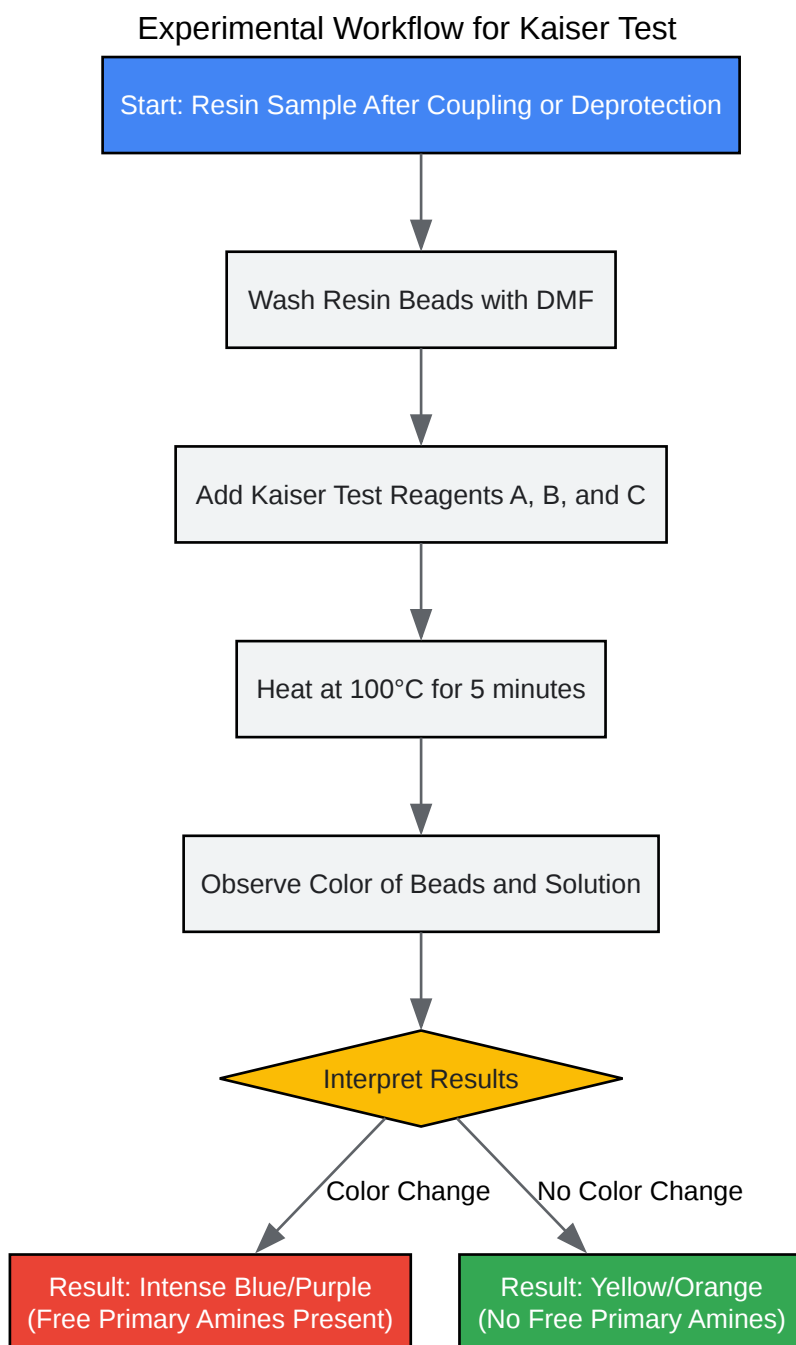 Experimental Workflow for Kaiser Test
Start: Resin Sample After Coupling or Deprotection
Wash Resin Beads with DMF
Add Kaiser Test Reagents A, B, and C
Heat at 100°C for 5 minutes
Observe Color of Beads and Solution
Interpret Results
Color Change
No Color Change
Result: Intense Blue/Purple
(Free Primary Amines Present)
Result: Yellow/Orange
(No Free Primary Amines)